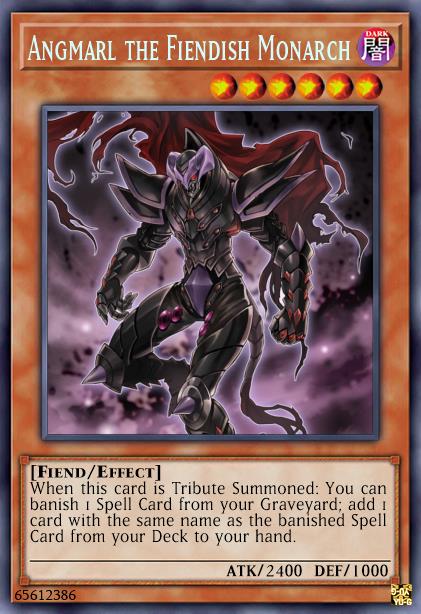 Angmarl the Fiendish Monarch
DARK
闇
[Fiend/Effect]
When this card is Tribute Summoned: You can
banish 1 Spell Card from your Graveyard; add 1
card with the same name as the banished Spell
Card from your Deck to your hand.
ATK/2400 DEF/1000
65612386